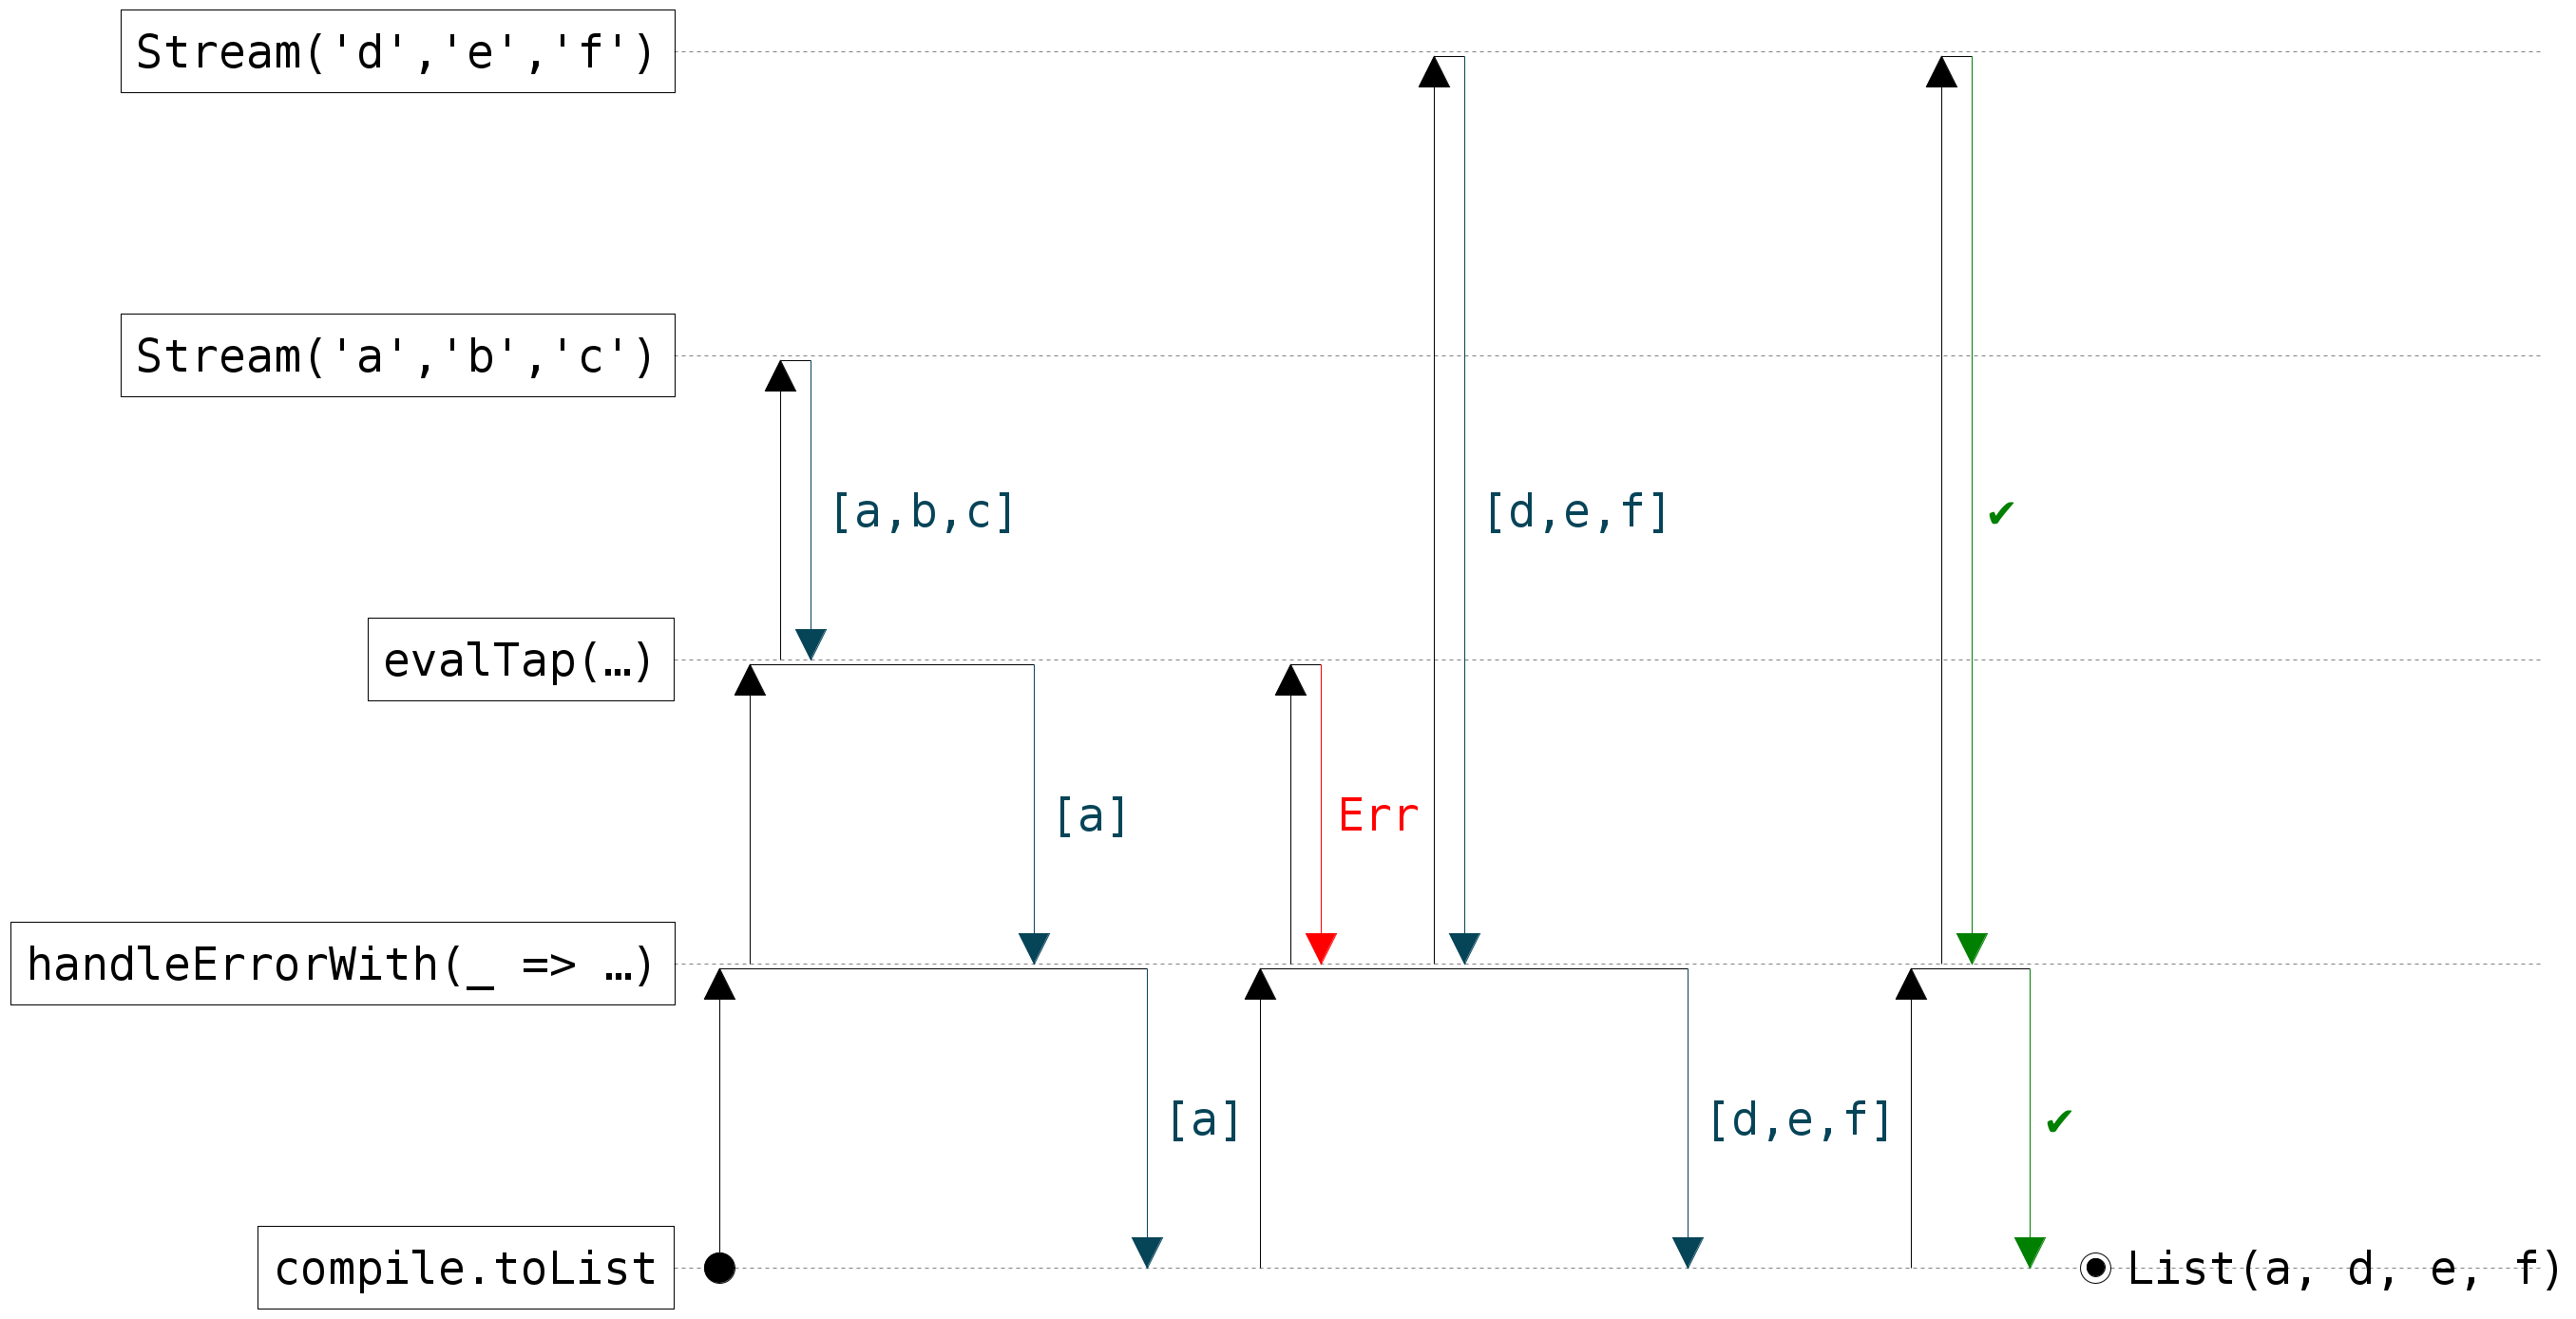 Stream('d','e','f')
Stream('a','b','c')
[a,b,c]
[d,e,f]
✔
evalTap(…)
[a]
Err
handleErrorWith(_ => …)
[a]
[d,e,f]
✔
compile.toList
List(a, d, e, f)